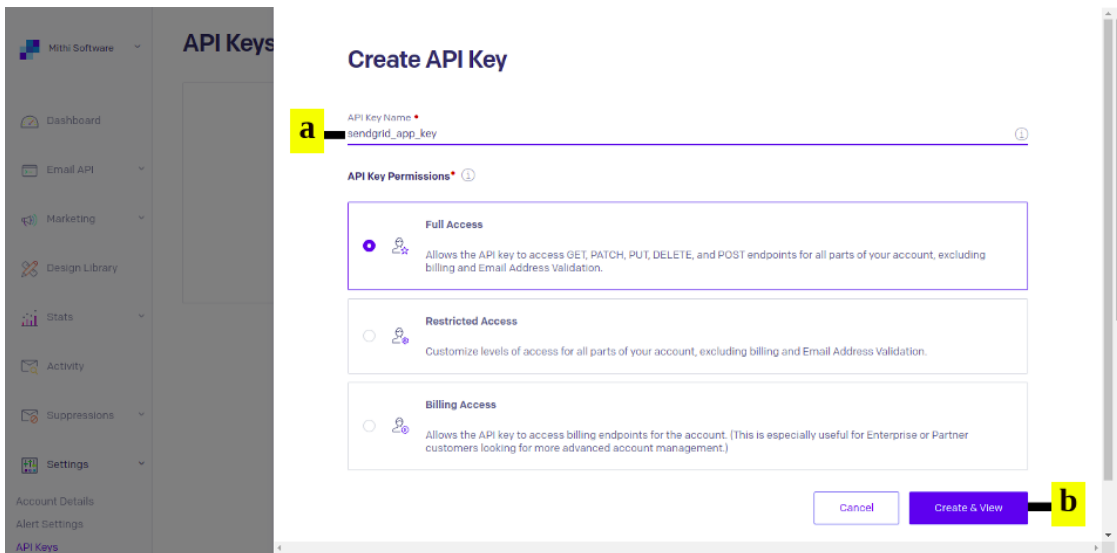 Mithi Software
API Keys
Dashboard
Email API
Marketing
Design Library
Stats
Activity
Suppressions
Settings
Account Details
Alert Settings
API Keys
Create API Key
API Key Name •
a
sendgrid_app_key
API Key Permissions•
Full Access
Allows the API key to access GET, PATCH, PUT, DELETE, and POST endpoints for all parts of your account, excluding
billing and Email Address Validation.
Restricted Access
Customize levels of access for all parts of your account, excluding billing and Email Address Validation.
Billing Access
Allows the API key to access billing endpoints for the account. (This is especially useful for Enterprise or Partner
customers looking for more advanced account management.)
Cancel
Create & View
b